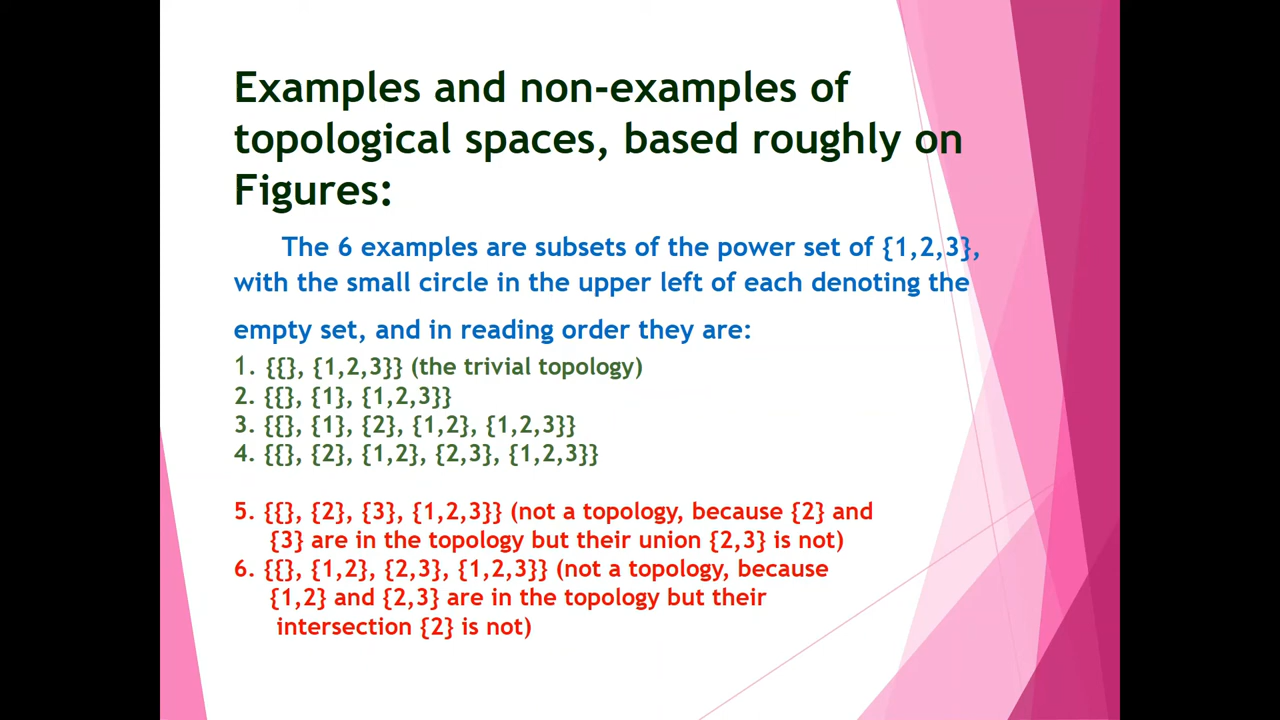 Examples and non-examples of
topological spaces, based roughly on
Figures:
The 6 examples are subsets of the power set of {1,2,3},
with the small circle in the upper left of each denoting the
empty set, and in reading order they are:
1. {{}, {1,2,3}} (the trivial topology)
2. {{}, {1}, {1,2,3}}
3. {{}, {1}, {2}, {1,2}, {1,2,3}}
4. {{}, {2}, {1,2}, {2,3}, {1,2,3}}
5. {{}, {2}, {3}, {1,2,3}} (not a topology, because {2} and
{3} are in the topology but their union {2,3} is not)
6. {{}, {1,2}, {2,3}, {1,2,3}} (not a topology, because
{1,2} and {2,3} are in the topology but their
intersection {2} is not)